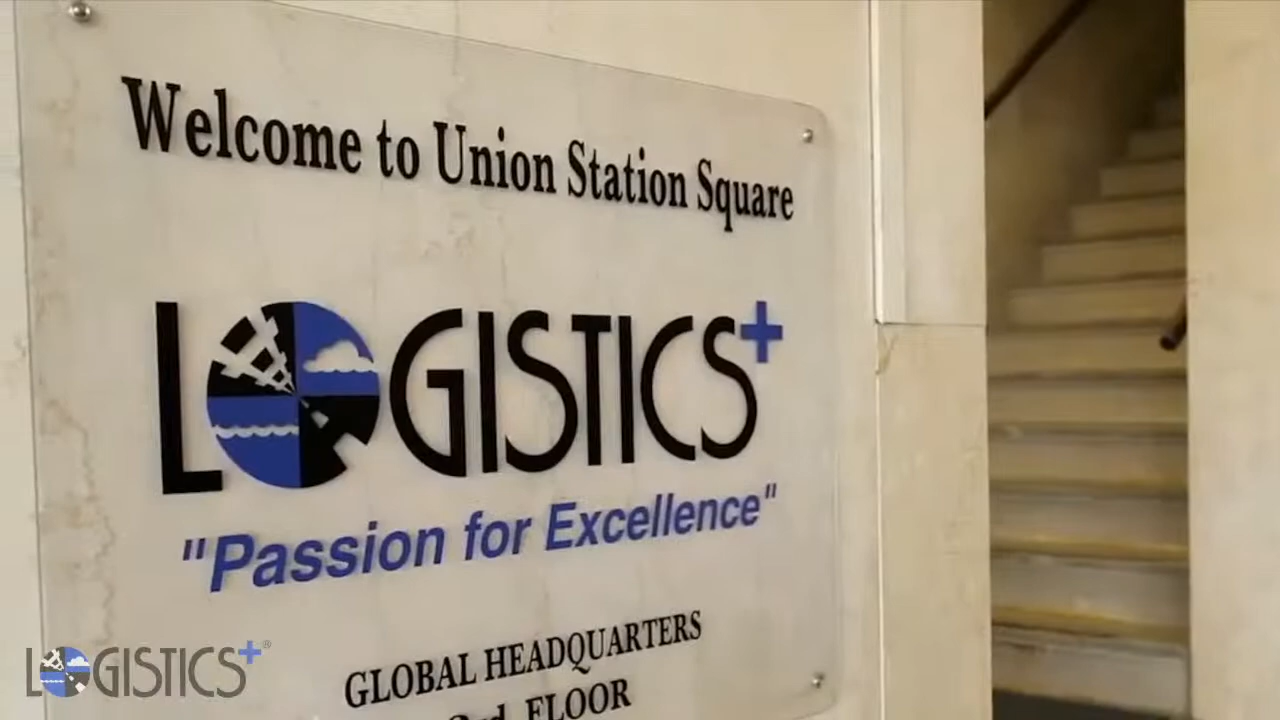 Welcome to Union Station Square
LOGISTICS+
"Passion for Excellence"
GLOBAL HEADQUARTERS
FLOOR
LOGISTICS+®